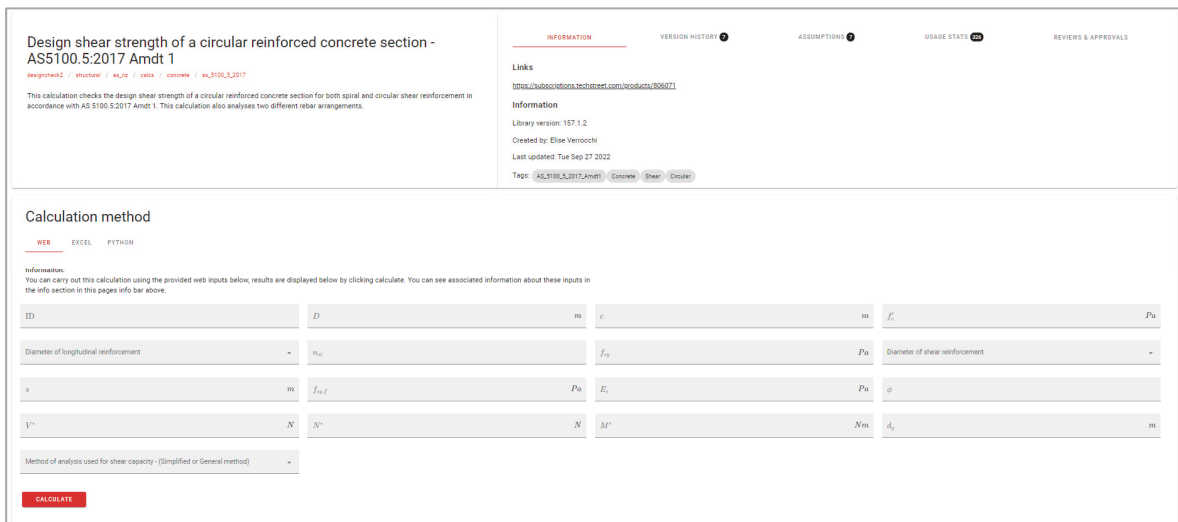 Design shear strength of a circular reinforced concrete section -
AS5100.5:2017 Amdt 1
designcheck2 / structural / as_nz / calcs / concrete / as_5100_5_2017
This calculation checks the design shear strength of a circular reinforced concrete section for both spiral and circular shear reinforcement in
accordance with AS 5100.5:2017 Amdt 1. This calculation also analyses two different rebar arrangements.
INFORMATION VERSION HISTORY 7 ASSUMPTIONS 7 USAGE STATS 326 REVIEWS & APPROVALS
Links
https://subscriptions.techstreet.com/products/806071
Information
Library version: 157.1.2
Created by: Elise Verrocchi
Last updated: Tue Sep 27 2022
Tags: AS_5100_5_2017_Amdt1 Concrete Shear Circular
Calculation method
WEB EXCEL PYTHON
Information.
You can carry out this calculation using the provided web inputs below, results are displayed below by clicking calculate. You can see associated information about these inputs in
the info section in this pages info bar above.
ID D m c m f'c Pa
Diameter of longitudinal reinforcement n_st f_sy Pa Diameter of shear reinforcement
s m f_sy,f Pa E_s Pa ϕ
V* N N* N M* Nm d_g m
Method of analysis used for shear capacity - (Simplified or General method)
CALCULATE